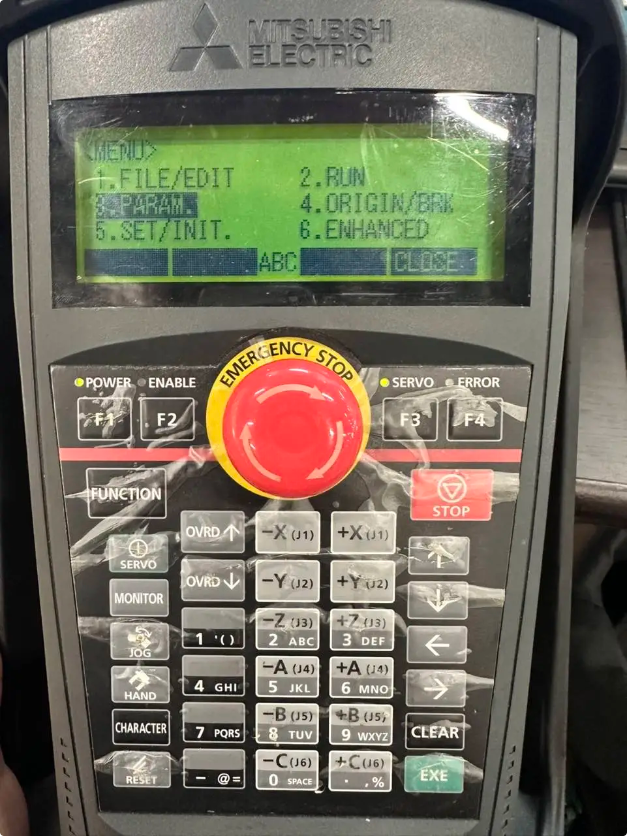 MITSUBISHI
ELECTRIC
<MENU>
1.FILE/EDIT 2.RUN
3.PARAM. 4.ORIGIN/BRK
5.SET/INIT. 6.ENHANCED
ABC CLOSE
EMERGENCY STOP
POWER ENABLE SERVO ERROR
F1 F2 F3 F4
FUNCTION STOP
OVRD↑ −X (J1) +X (J1) ↑
SERVO
OVRD↓ −Y (J2) +Y (J2) ↓
MONITOR
−Z (J3) +Z (J3)
1 '() 2 ABC 3 DEF ←
JOG
−A (J4) +A (J4)
4 GHI 5 JKL 6 MNO →
HAND
−B (J5) +B (J5)
CHARACTER 7 PQRS 8 TUV 9 WXYZ CLEAR
−C (J6) +C (J6)
RESET − @= 0 SPACE . ,% EXE